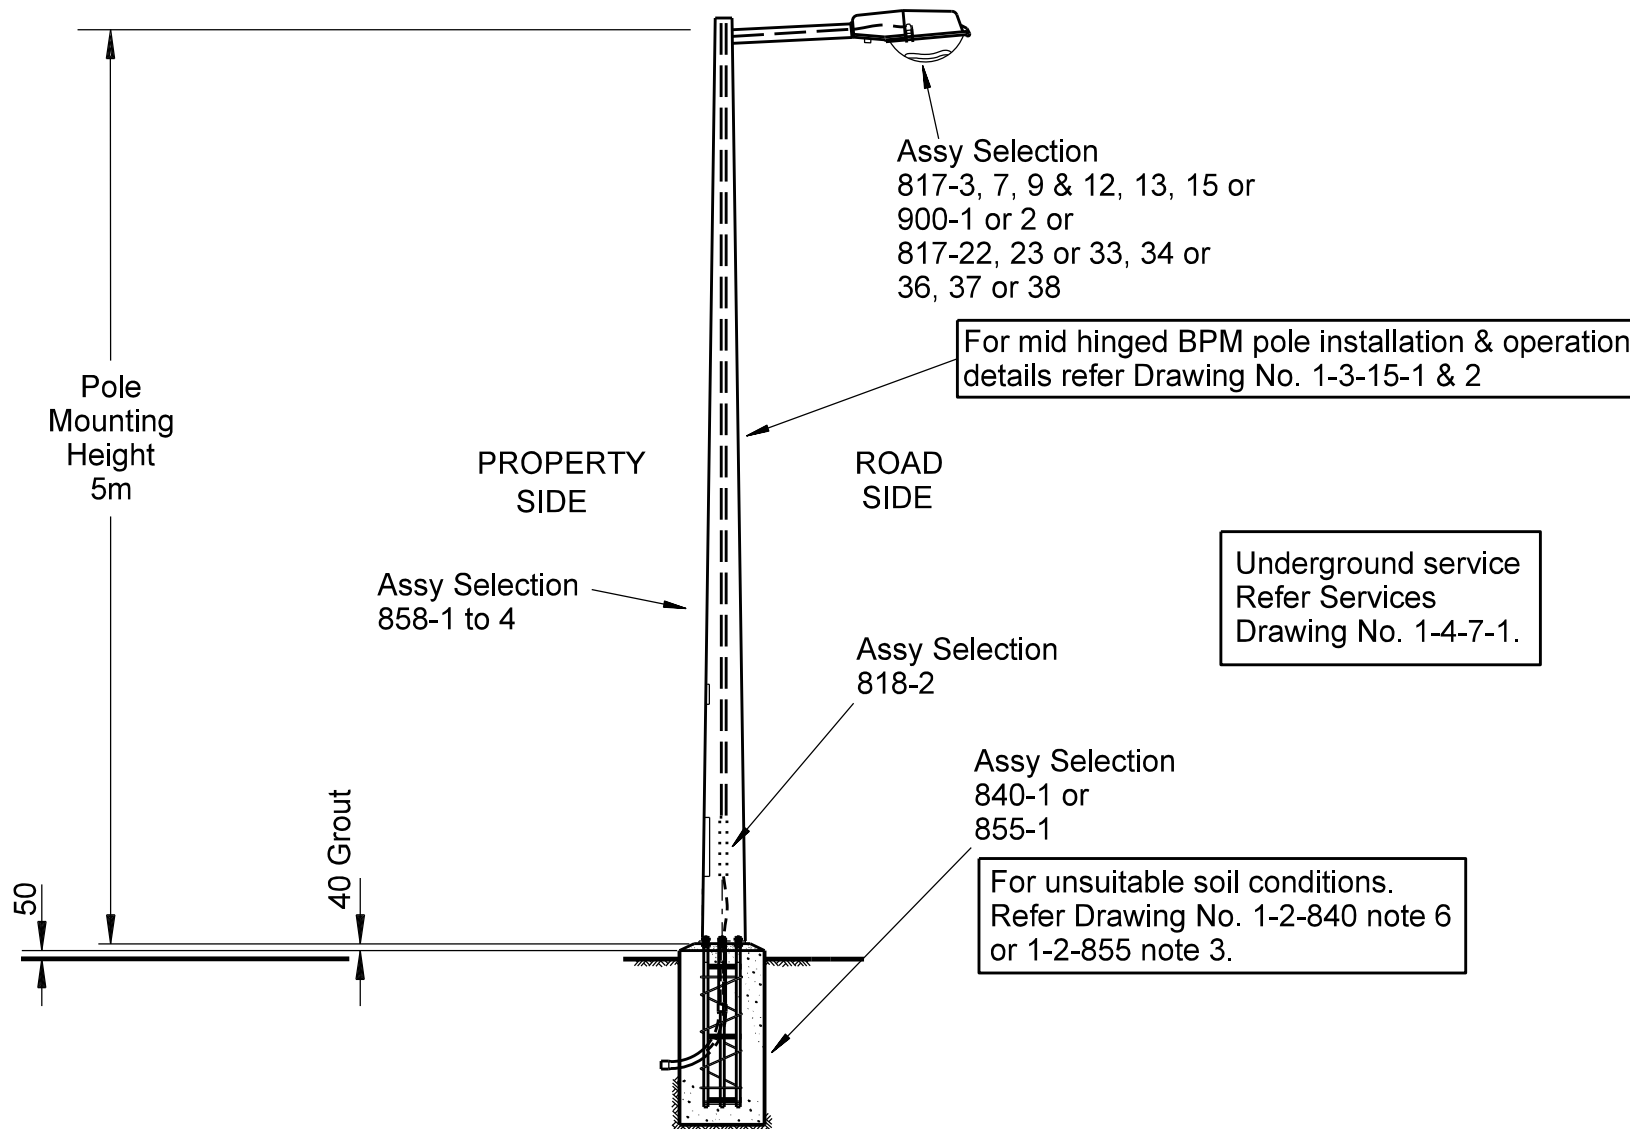 Assy Selection
817-3, 7, 9 & 12, 13, 15 or
900-1 or 2 or
817-22, 23 or 33, 34 or
36, 37 or 38
For mid hinged BPM pole installation & operation
details refer Drawing No. 1-3-15-1 & 2
Pole
Mounting
Height
5m
PROPERTY
SIDE
ROAD
SIDE
Underground service
Refer Services
Drawing No. 1-4-7-1.
Assy Selection
858-1 to 4
Assy Selection
818-2
Assy Selection
840-1 or
855-1
40 Grout
50
For unsuitable soil conditions.
Refer Drawing No. 1-2-840 note 6
or 1-2-855 note 3.